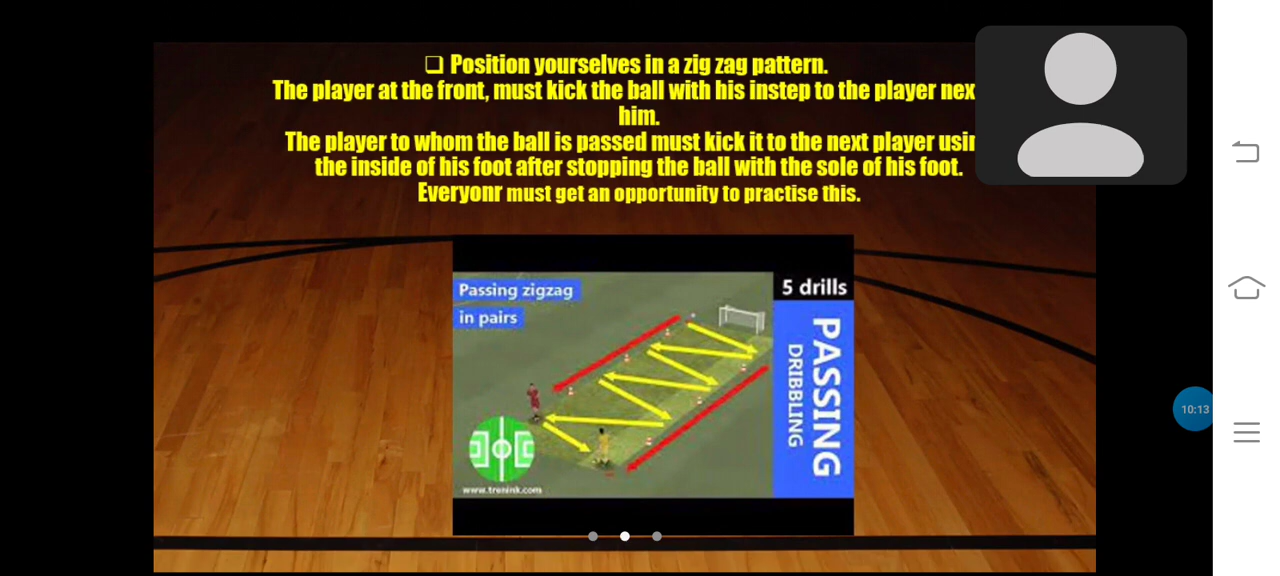 ❑ Position yourselves in a zig zag pattern.
The player at the front, must kick the ball with his instep to the player
him.
The player to whom the ball is passed must kick it to the next player
the inside of his foot after stopping the ball with the sole of his foot.
Everyonr must get an opportunity to practise this.
Passing zigzag
in pairs
5 drills
PASSING
DRIBBLING
www.trenink.com
10:13